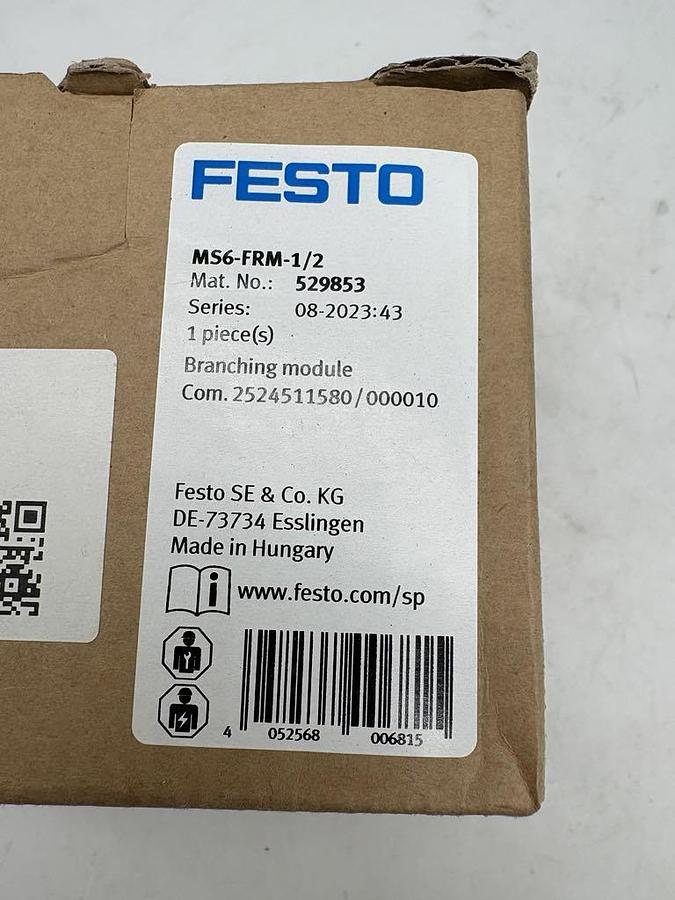 FESTO
MS6-FRM-1/2
Mat. No.: 529853
Series: 08-2023:43
1 piece(s)
Branching module
Com. 2524511580/000010
Festo SE & Co. KG
DE-73734 Esslingen
Made in Hungary
i www.festo.com/sp
4 052568 006815